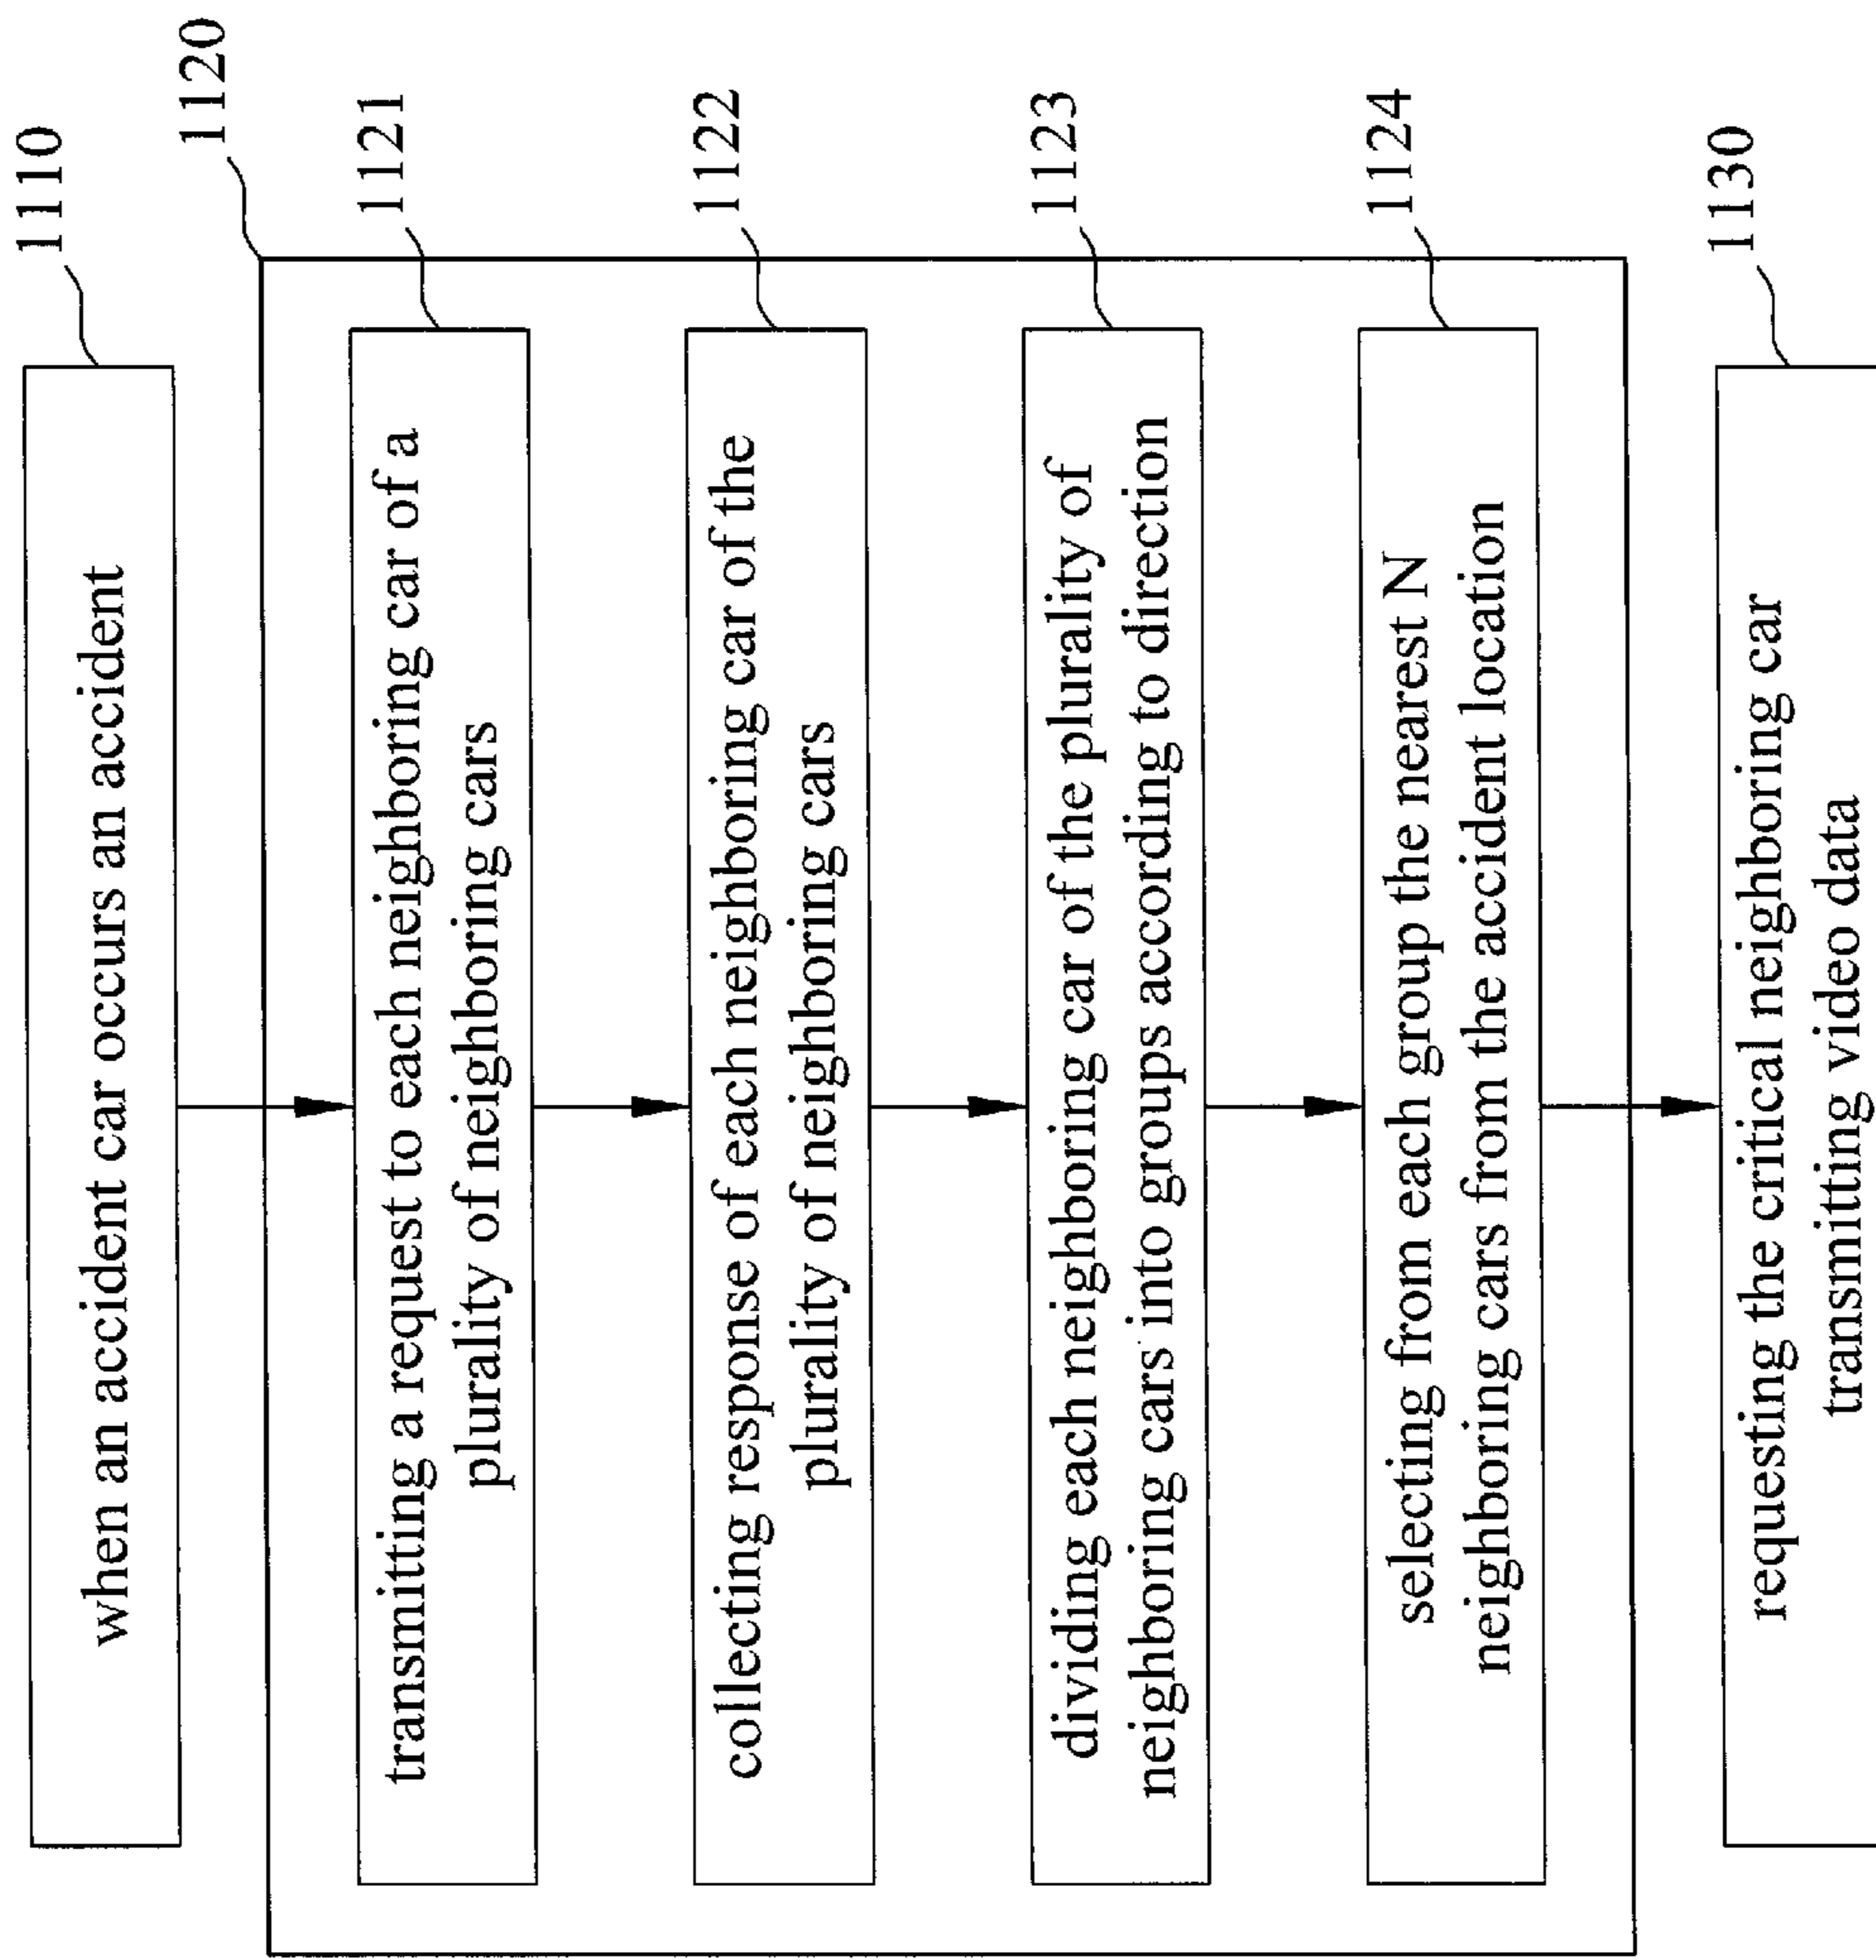 1110
when an accident car occurs an accident
1120
1121
transmitting a request to each neighboring car of a
plurality of neighboring cars
1122
collecting response of each neighboring car of the
plurality of neighboring cars
1123
dividing each neighboring car of the plurality of
neighboring cars into groups according to direction
1124
selecting from each group the nearest N
neighboring cars from the accident location
1130
requesting the critical neighboring car
transmitting video data